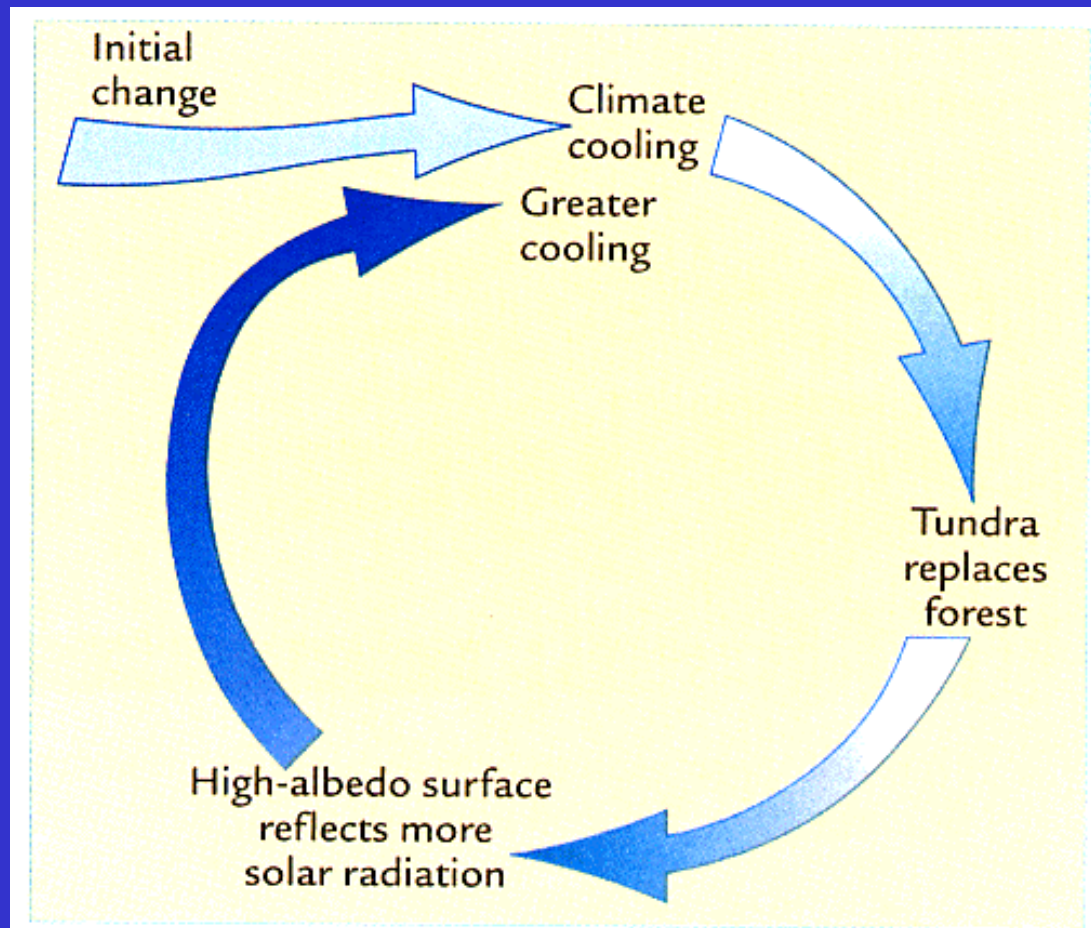 Initial
change
Climate
cooling
Greater
cooling
Tundra
replaces
forest
High-albedo surface
reflects more
solar radiation